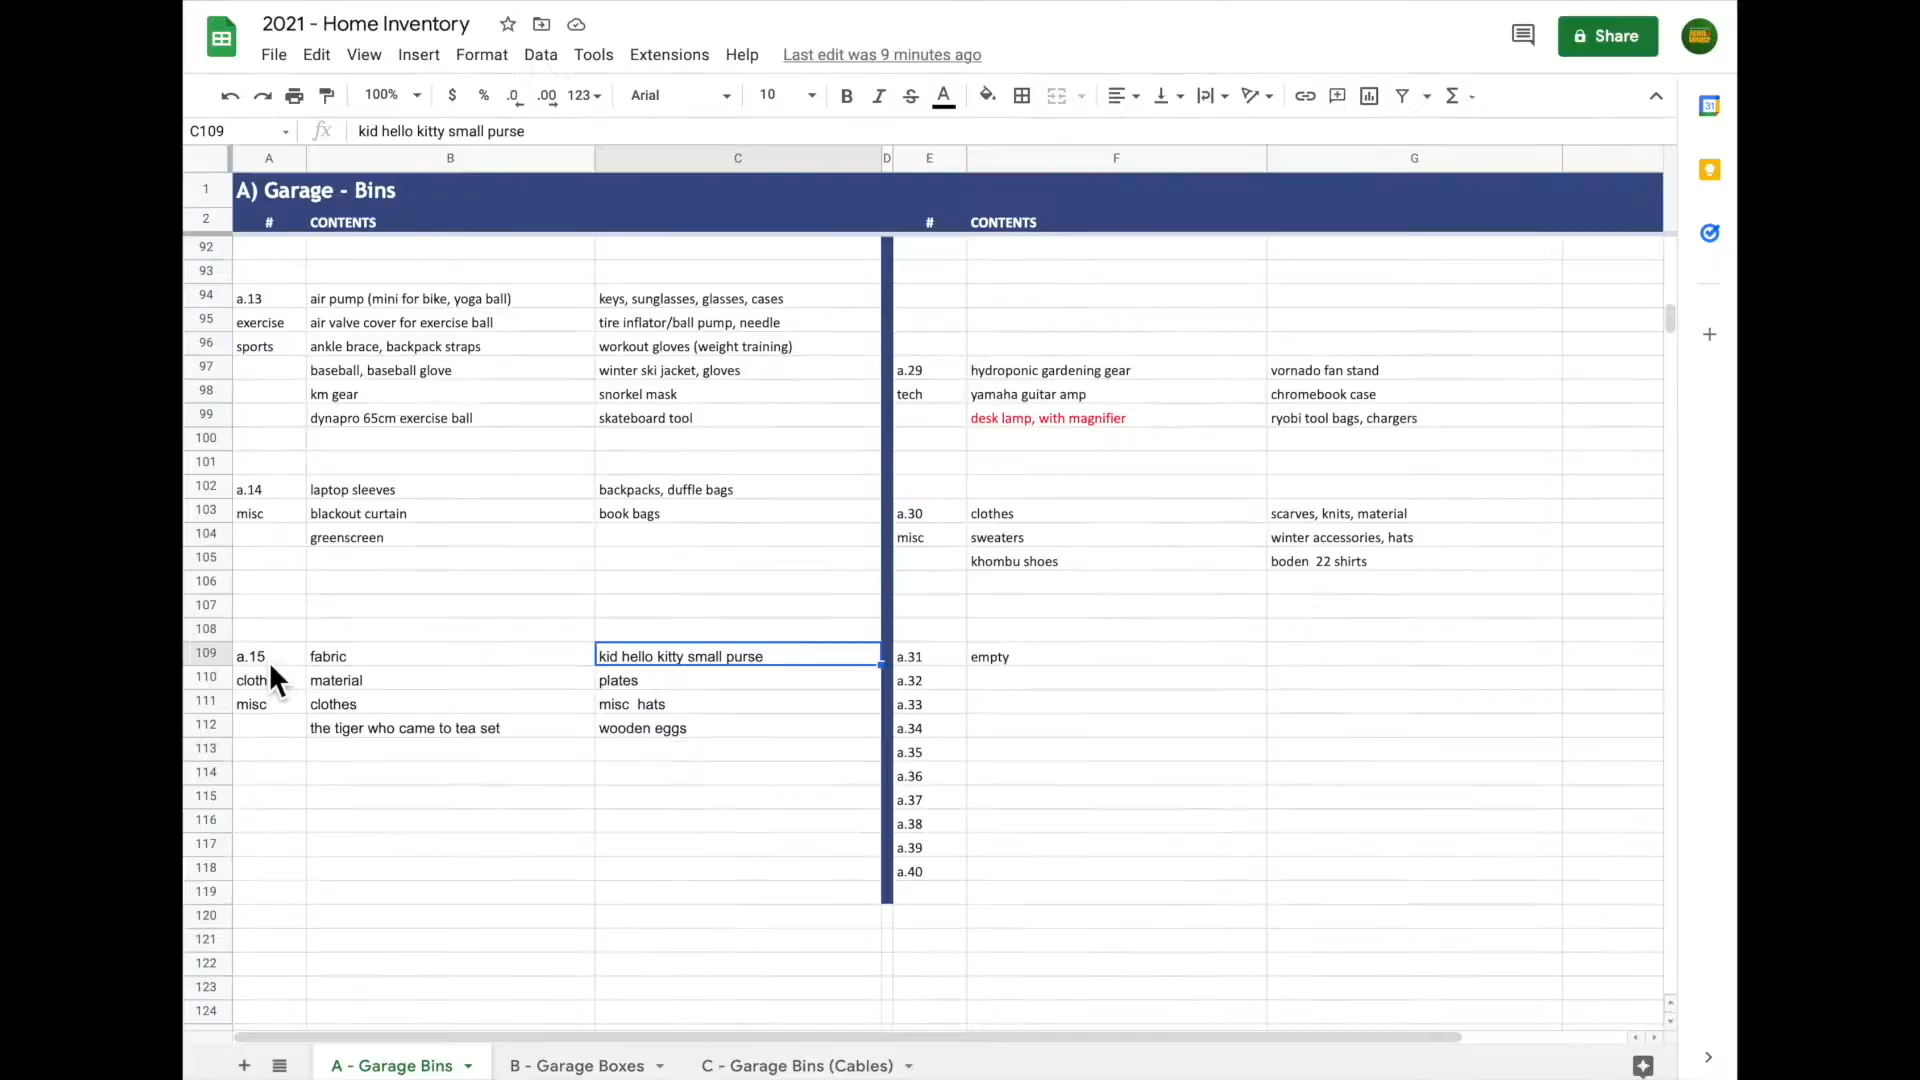 2021 - Home Inventory
File Edit View Insert Format Data Tools Extensions Help Last edit was 9 minutes ago
Share
100% $ % .0 .00 123 Arial 10 B I S A Σ
31
C109 fx kid hello kitty small purse
A B C D E F G
1 A) Garage - Bins
2 # CONTENTS # CONTENTS
92
93
94 a.13 air pump (mini for bike, yoga ball) keys, sunglasses, glasses, cases
95 exercise air valve cover for exercise ball tire inflator/ball pump, needle
96 sports ankle brace, backpack straps workout gloves (weight training)
97 baseball, baseball glove winter ski jacket, gloves a.29 hydroponic gardening gear vornado fan stand
98 km gear snorkel mask tech yamaha guitar amp chromebook case
99 dynapro 65cm exercise ball skateboard tool desk lamp, with magnifier ryobi tool bags, chargers
100
101
102 a.14 laptop sleeves backpacks, duffle bags
103 misc blackout curtain book bags a.30 clothes scarves, knits, material
104 greenscreen misc sweaters winter accessories, hats
105 khombu shoes boden 22 shirts
106
107
108
109 a.15 fabric kid hello kitty small purse a.31 empty
110 cloth material plates a.32
111 misc clothes misc hats a.33
112 the tiger who came to tea set wooden eggs a.34
113 a.35
114 a.36
115 a.37
116 a.38
117 a.39
118 a.40
119
120
121
122
123
124
A - Garage Bins B - Garage Boxes C - Garage Bins (Cables)